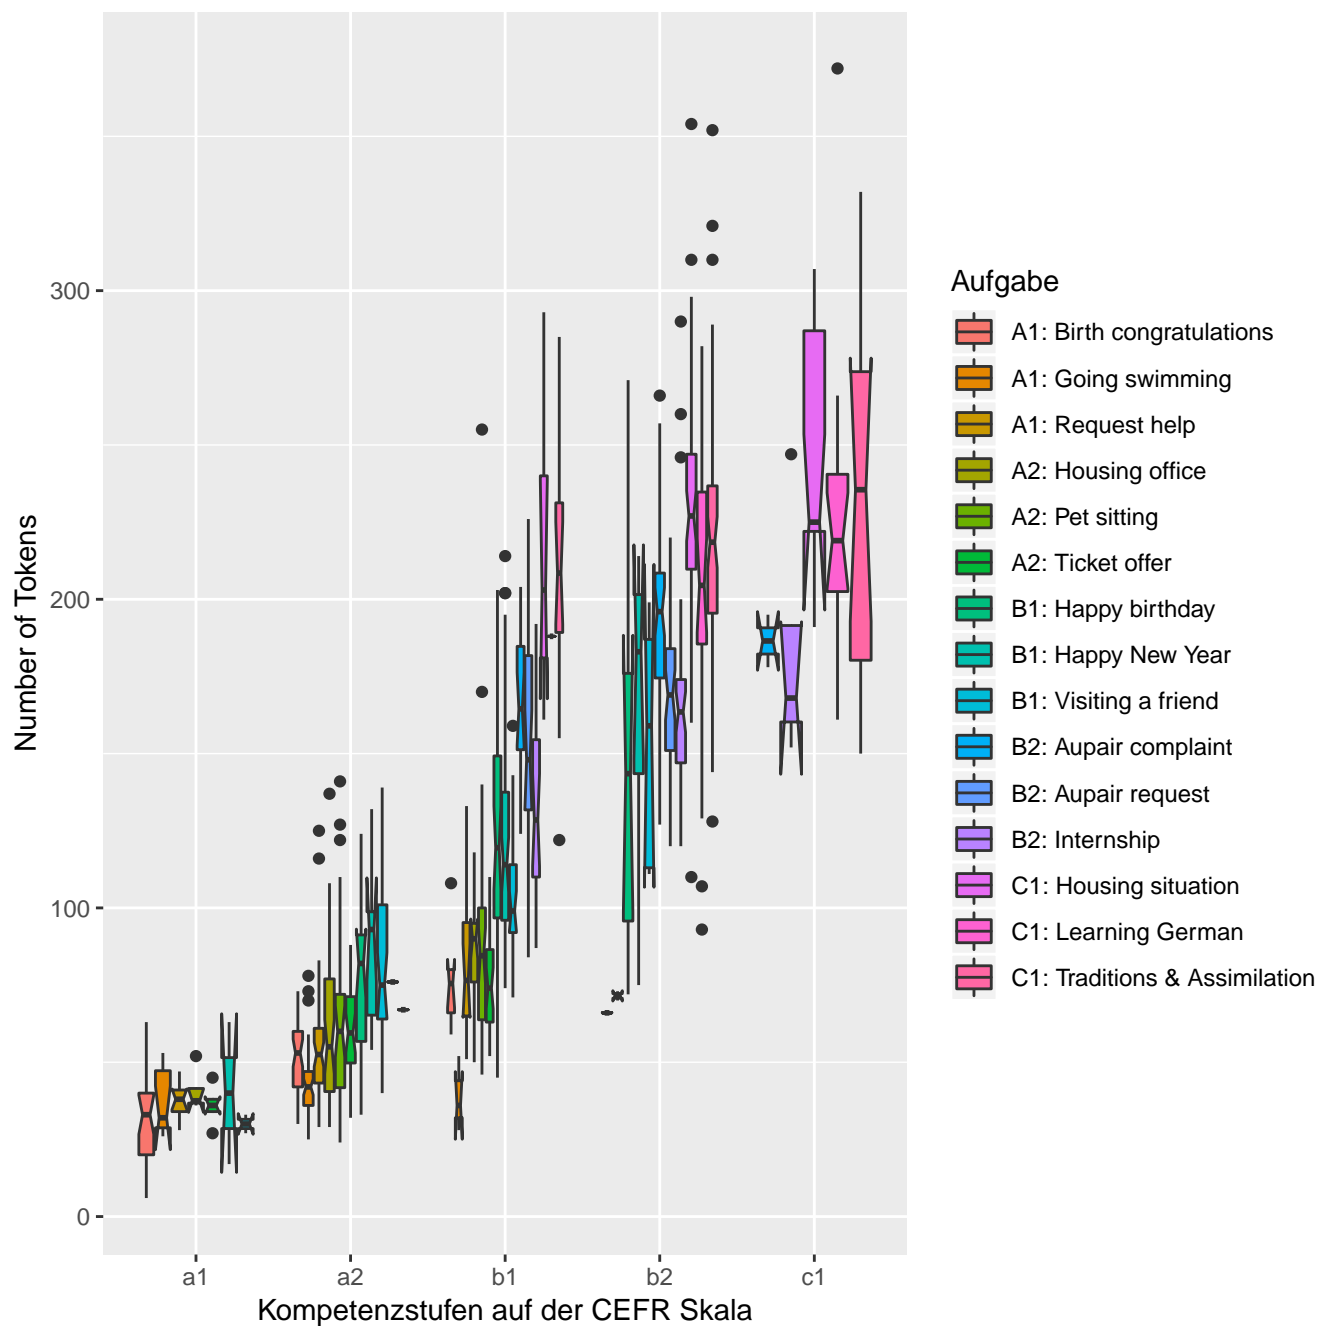 300
200
100
0
Number of Tokens
a1
a2
b1
b2
c1
Kompetenzstufen auf der CEFR Skala
Aufgabe
A1: Birth congratulations
A1: Going swimming
A1: Request help
A2: Housing office
A2: Pet sitting
A2: Ticket offer
B1: Happy birthday
B1: Happy New Year
B1: Visiting a friend
B2: Aupair complaint
B2: Aupair request
B2: Internship
C1: Housing situation
C1: Learning German
C1: Traditions & Assimilation